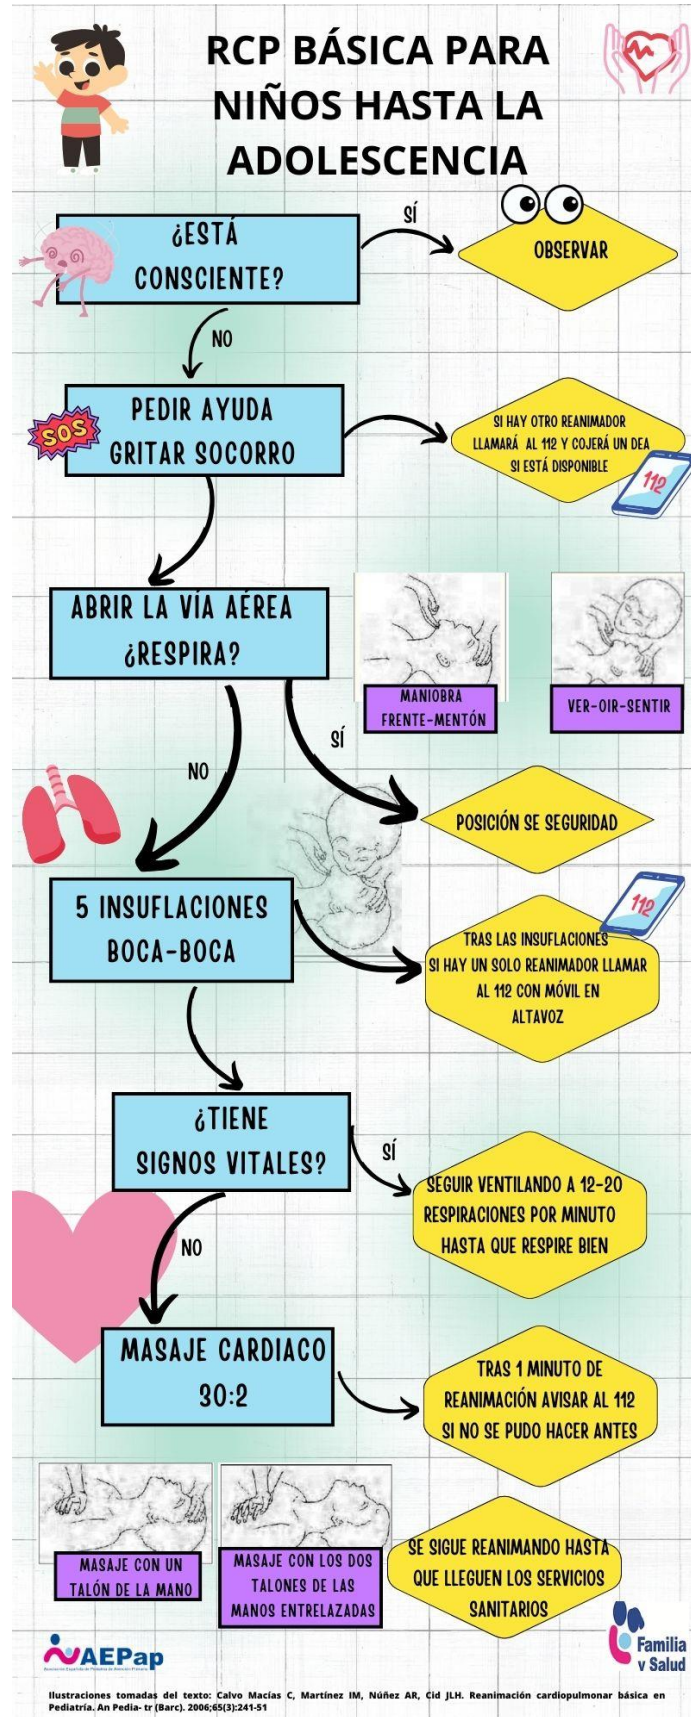 RCP BÁSICA PARA
NIÑOS HASTA LA
ADOLESCENCIA
¿ESTÁ
CONSCIENTE?
SÍ
OBSERVAR
NO
PEDIR AYUDA
GRITAR SOCORRO
SOS
SI HAY OTRO REANIMADOR
LLAMARÁ AL 112 Y COJERÁ UN DEA
SI ESTÁ DISPONIBLE
112
ABRIR LA VÍA AÉREA
¿RESPIRA?
MANIOBRA
FRENTE-MENTÓN
VER-OIR-SENTIR
SÍ
NO
POSICIÓN SE SEGURIDAD
5 INSUFLACIONES
BOCA-BOCA
112
TRAS LAS INSUFLACIONES
SI HAY UN SOLO REANIMADOR LLAMAR
AL 112 CON MÓVIL EN
ALTAVOZ
¿TIENE
SIGNOS VITALES?
SÍ
SEGUIR VENTILANDO A 12-20
RESPIRACIONES POR MINUTO
HASTA QUE RESPIRE BIEN
NO
MASAJE CARDIACO
30:2
TRAS 1 MINUTO DE
REANIMACIÓN AVISAR AL 112
SI NO SE PUDO HACER ANTES
MASAJE CON UN
TALÓN DE LA MANO
MASAJE CON LOS DOS
TALONES DE LAS
MANOS ENTRELAZADAS
SE SIGUE REANIMANDO HASTA
QUE LLEGUEN LOS SERVICIOS
SANITARIOS
AEPap
Asociación Española de Pediatría de Atención Primaria
Familia
y Salud
Ilustraciones tomadas del texto: Calvo Macías C, Martínez IM, Núñez AR, Cid JLH. Reanimación cardiopulmonar básica en
Pediatría. An Pedia- tr (Barc). 2006;65(3):241-51